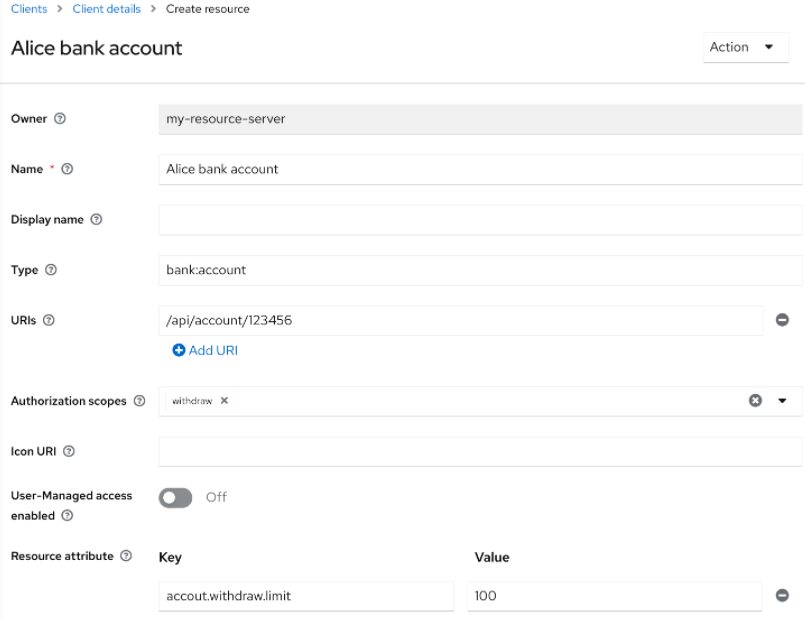 Clients > Client details > Create resource
Alice bank account
Action
Owner
my-resource-server
Name *
Alice bank account
Display name
Type
bank:account
URIs
/api/account/123456
Add URI
Authorization scopes
withdraw
Icon URI
User-Managed access
enabled
Off
Resource attribute
Key
Value
accout.withdraw.limit
100